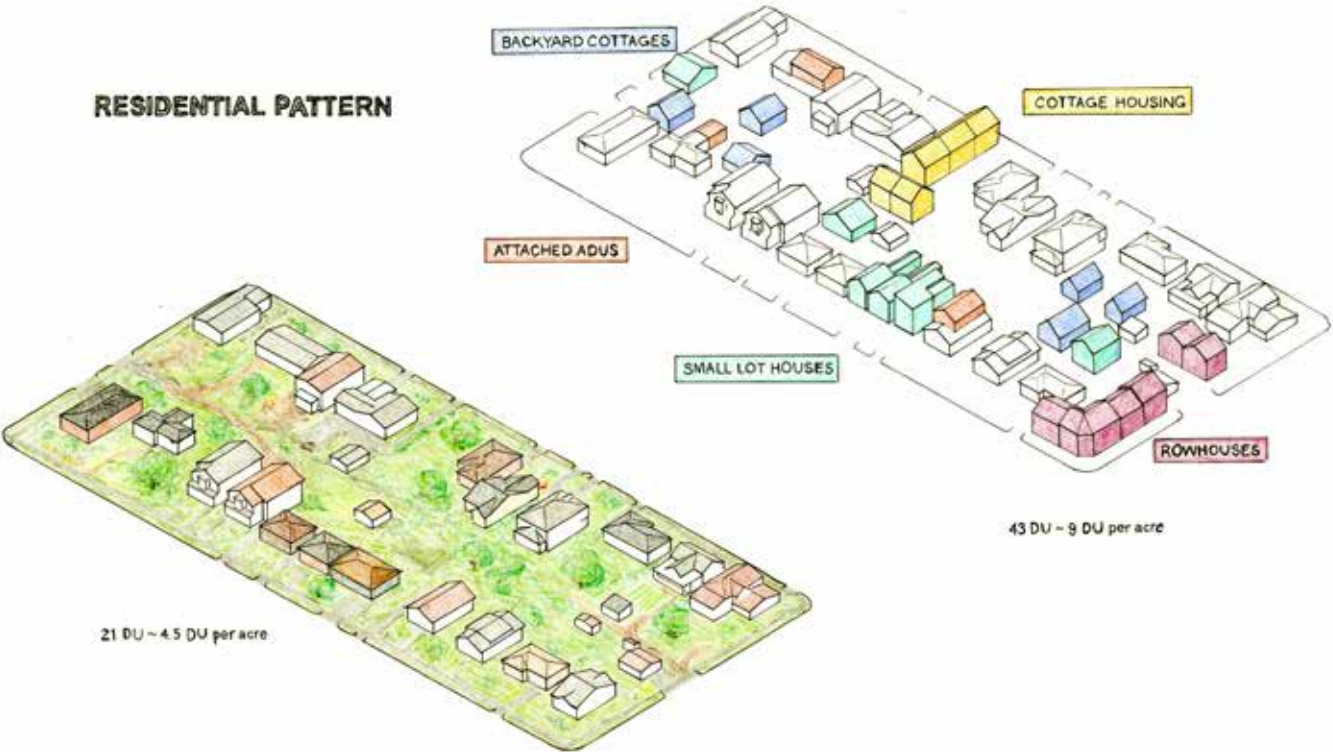 RESIDENTIAL PATTERN
BACKYARD COTTAGES
COTTAGE HOUSING
ATTACHED ADUS
SMALL LOT HOUSES
ROWHOUSES
43 DU ~ 9 DU per acre
21 DU ~ 4.5 DU per acre